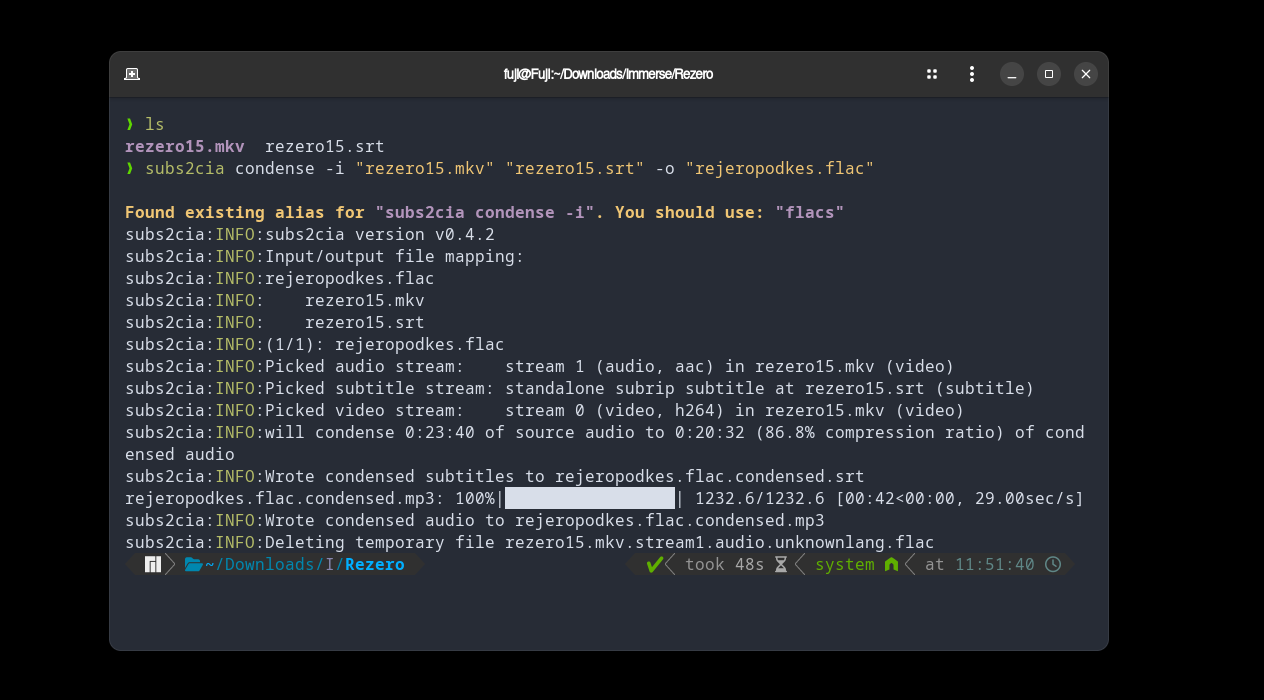 fuji@Fuji:~/Downloads/Immerse/Rezero
❯ ls
rezero15.mkv  rezero15.srt
❯ subs2cia condense -i "rezero15.mkv" "rezero15.srt" -o "rejeropodkes.flac"
Found existing alias for "subs2cia condense -i". You should use: "flacs"
subs2cia:INFO:subs2cia version v0.4.2
subs2cia:INFO:Input/output file mapping:
subs2cia:INFO:rejeropodkes.flac
subs2cia:INFO:    rezero15.mkv
subs2cia:INFO:    rezero15.srt
subs2cia:INFO:(1/1): rejeropodkes.flac
subs2cia:INFO:Picked audio stream:    stream 1 (audio, aac) in rezero15.mkv (video)
subs2cia:INFO:Picked subtitle stream: standalone subrip subtitle at rezero15.srt (subtitle)
subs2cia:INFO:Picked video stream:    stream 0 (video, h264) in rezero15.mkv (video)
subs2cia:INFO:will condense 0:23:40 of source audio to 0:20:32 (86.8% compression ratio) of cond
ensed audio
subs2cia:INFO:Wrote condensed subtitles to rejeropodkes.flac.condensed.srt
rejeropodkes.flac.condensed.mp3: 100%|█████████████████| 1232.6/1232.6 [00:42<00:00, 29.00sec/s]
subs2cia:INFO:Wrote condensed audio to rejeropodkes.flac.condensed.mp3
subs2cia:INFO:Deleting temporary file rezero15.mkv.stream1.audio.unknownlang.flac
~/Downloads/I/Rezero ✔ took 48s system at 11:51:40